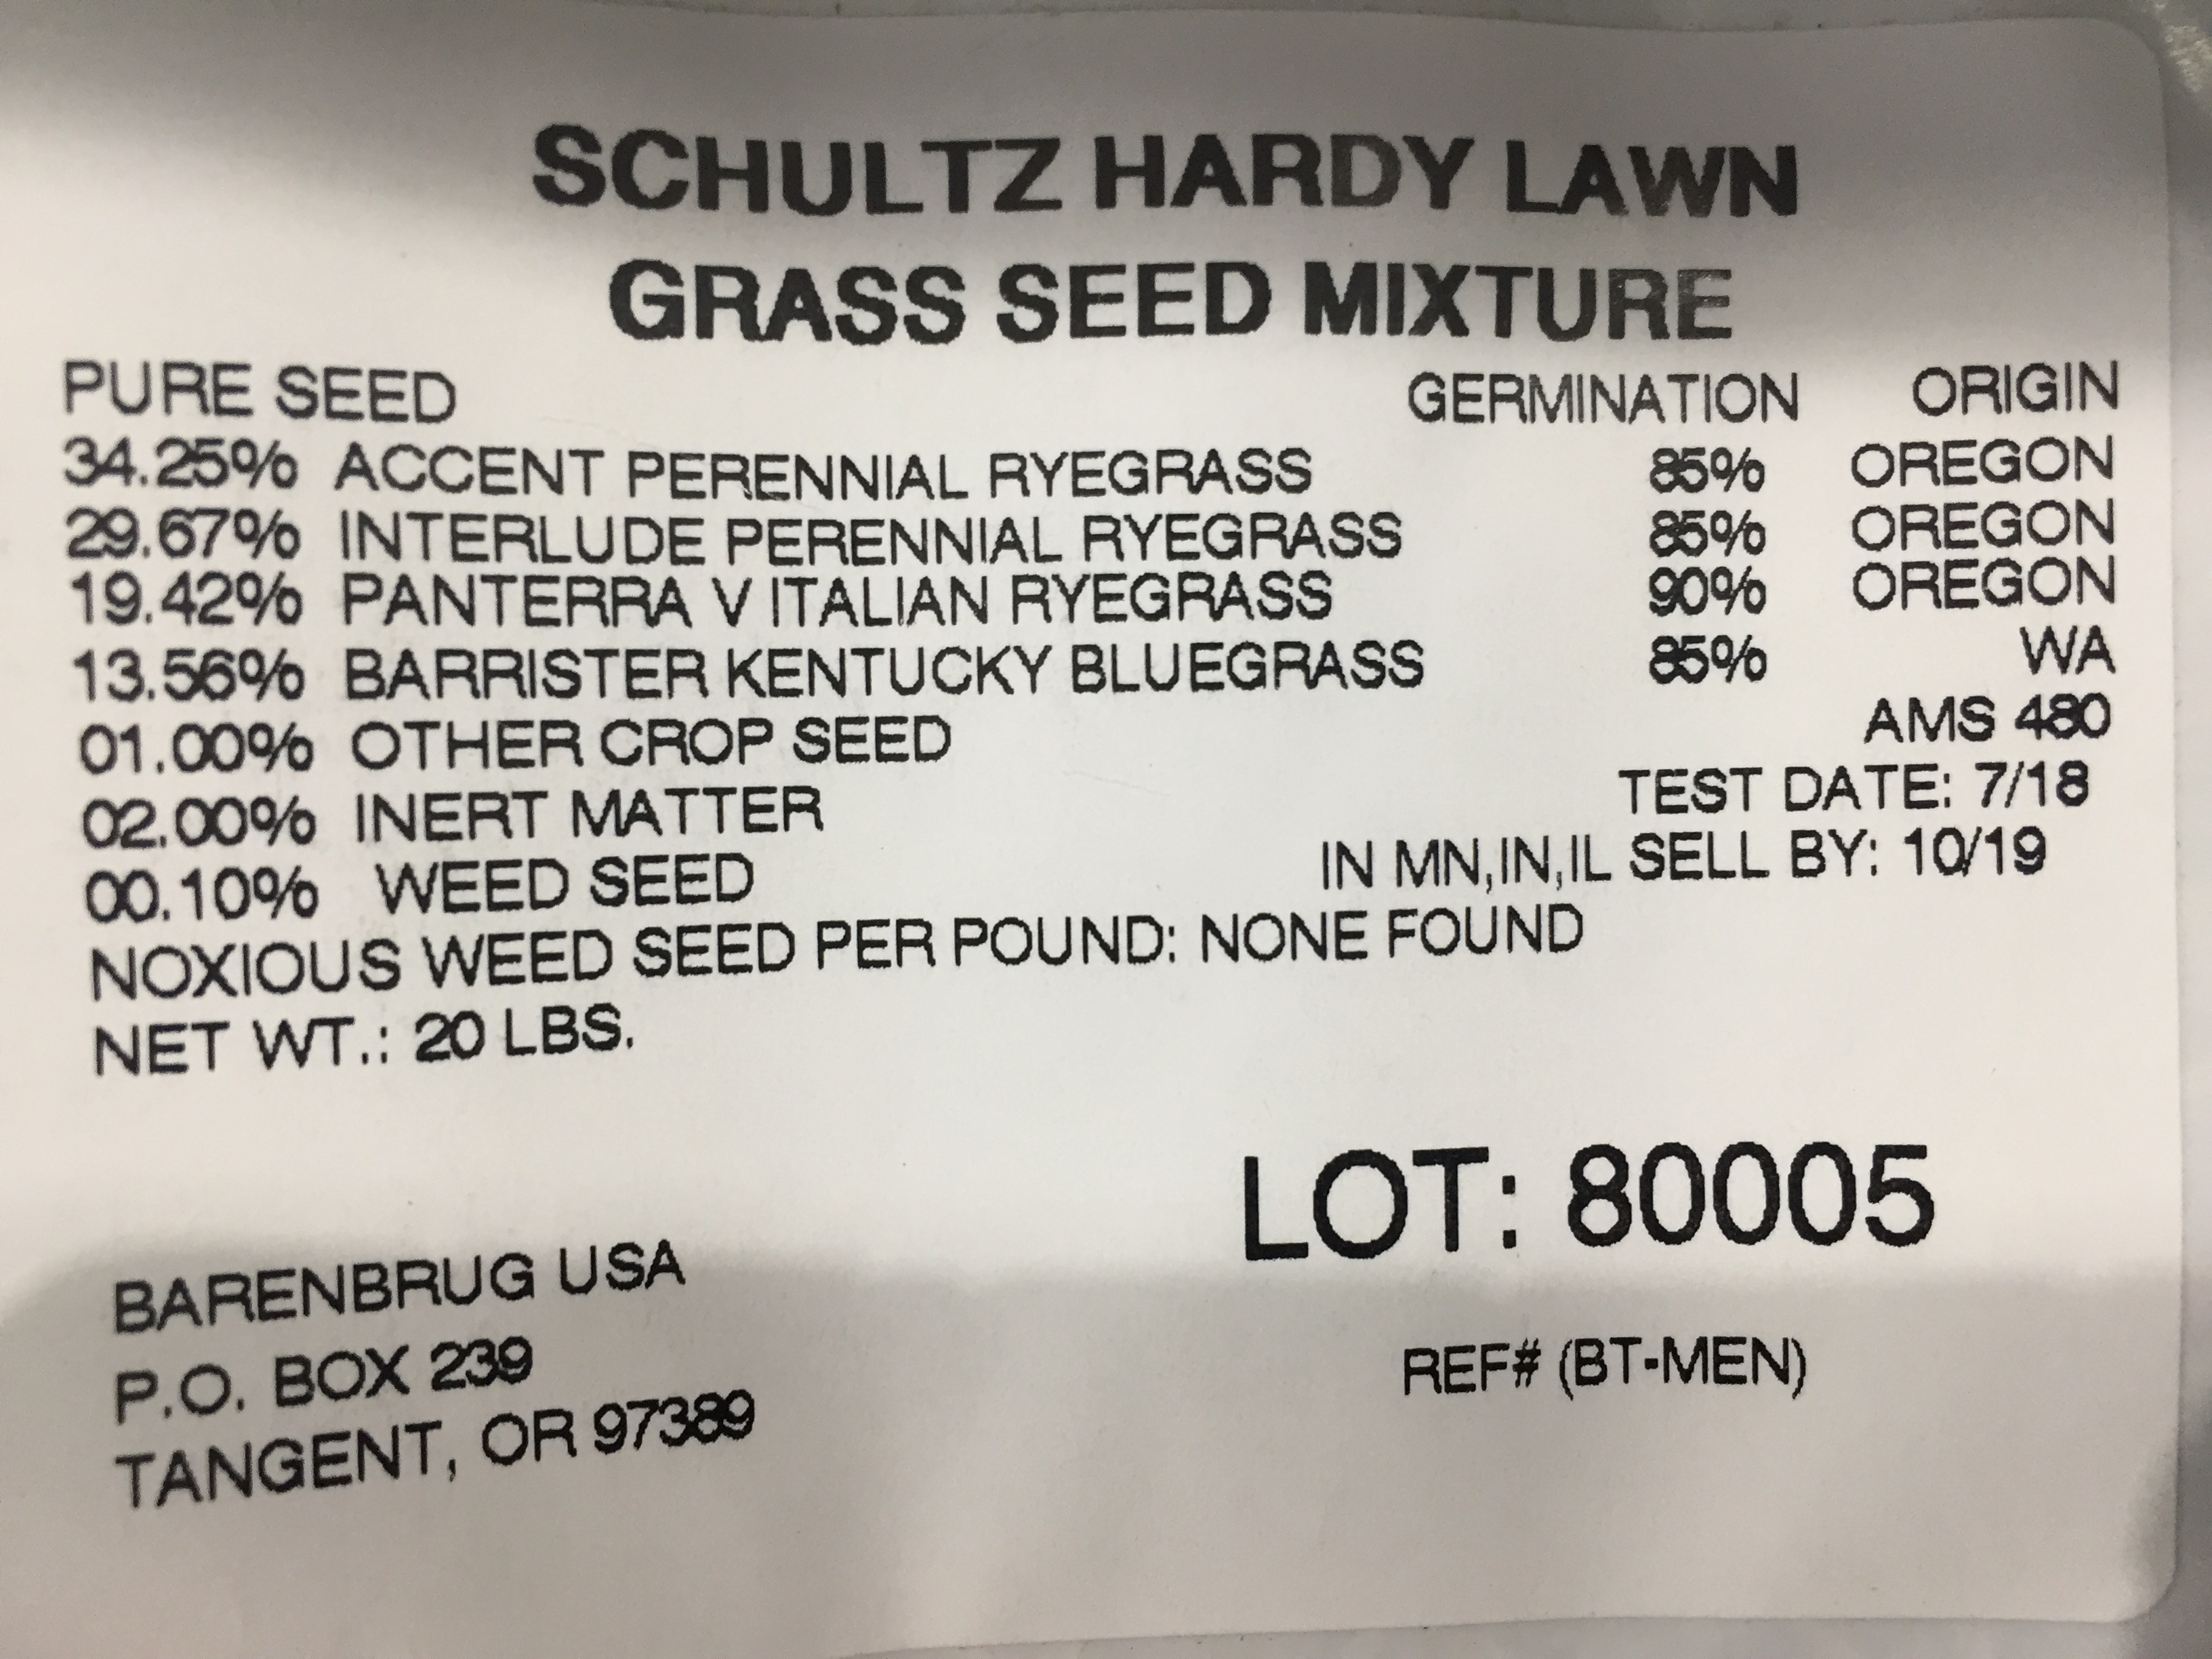 SCHULTZ HARDY LAWN
GRASS SEED MIXTURE
PURE SEED GERMINATION ORIGIN
34.25% ACCENT PERENNIAL RYEGRASS 85% OREGON
29.67% INTERLUDE PERENNIAL RYEGRASS 85% OREGON
19.42% PANTERRA V ITALIAN RYEGRASS 90% OREGON
13.56% BARRISTER KENTUCKY BLUEGRASS 85% WA
01.00% OTHER CROP SEED AMS 480
02.00% INERT MATTER TEST DATE: 7/18
00.10% WEED SEED IN MN,IN,IL SELL BY: 10/19
NOXIOUS WEED SEED PER POUND: NONE FOUND
NET WT.: 20 LBS.
LOT: 80005
BARENBRUG USA
P.O. BOX 239
TANGENT, OR 97389
REF# (BT-MEN)